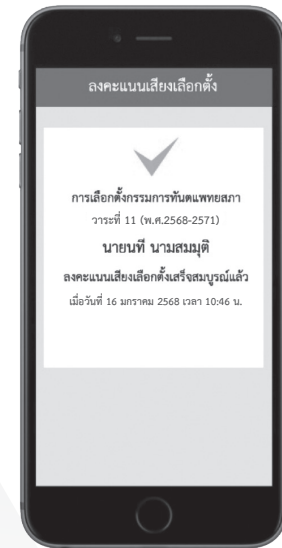 ลงคะแนนเสียงเลือกตั้ง
การเลือกตั้งกรรมการทันตแพทยสภา
วาระที่ 11 (พ.ศ.2568-2571)
นายนที นามสมมุติ
ลงคะแนนเสียงเลือกตั้งเสร็จสมบูรณ์แล้ว
เมื่อวันที่ 16 มกราคม 2568 เวลา 10:46 น.